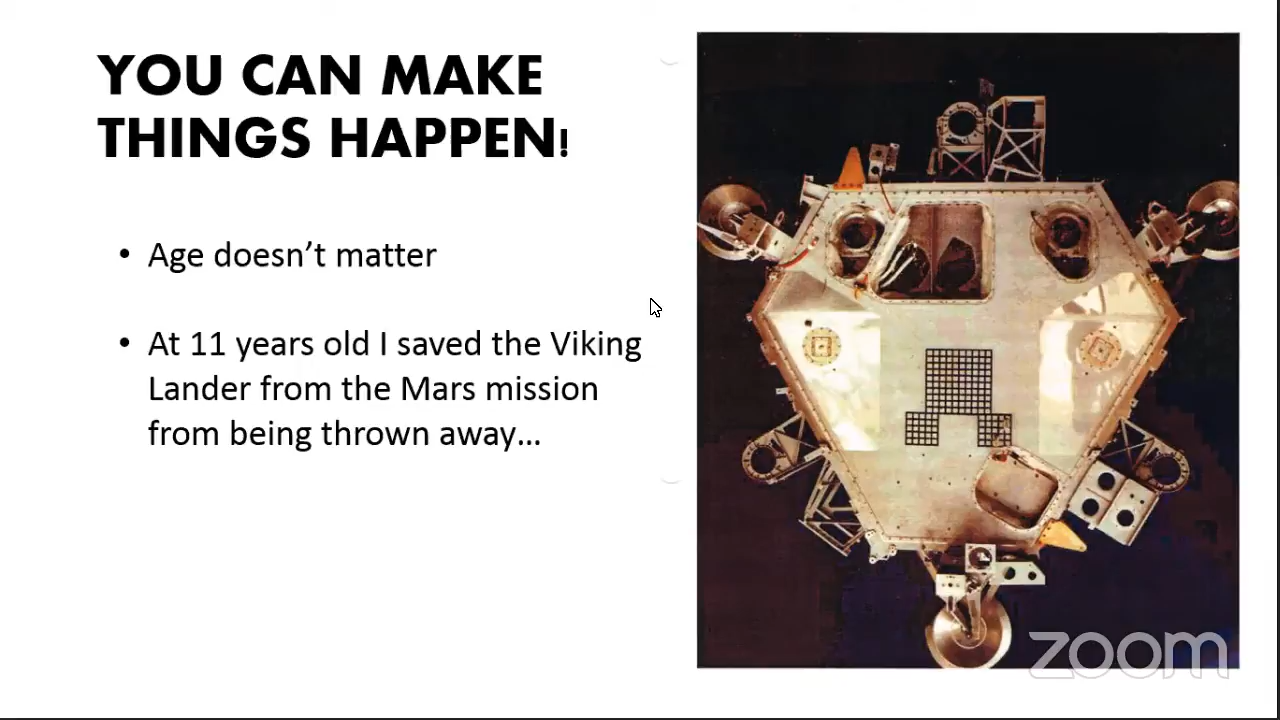 YOU CAN MAKE
THINGS HAPPEN!
• Age doesn't matter
• At 11 years old I saved the Viking
Lander from the Mars mission
from being thrown away...
zoom